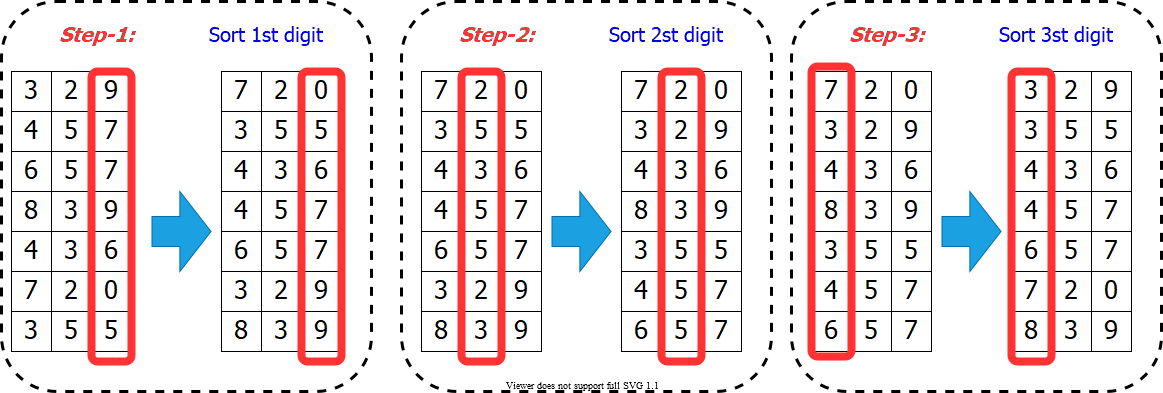 Step-1: Sort 1st digit
3 2 9 7 2 0
4 5 7 3 5 5
6 5 7 4 3 6
8 3 9 4 5 7
4 3 6 6 5 7
7 2 0 3 2 9
3 5 5 8 3 9
Step-2: Sort 2st digit
7 2 0 7 2 0
3 5 5 3 2 9
4 3 6 4 3 6
4 5 7 8 3 9
6 5 7 3 5 5
3 2 9 4 5 7
8 3 9 6 5 7
Step-3: Sort 3st digit
7 2 0 3 2 9
3 2 9 3 5 5
4 3 6 4 3 6
8 3 9 4 5 7
3 5 5 6 5 7
4 5 7 7 2 0
6 5 7 8 3 9
Viewer does not support full SVG 1.1